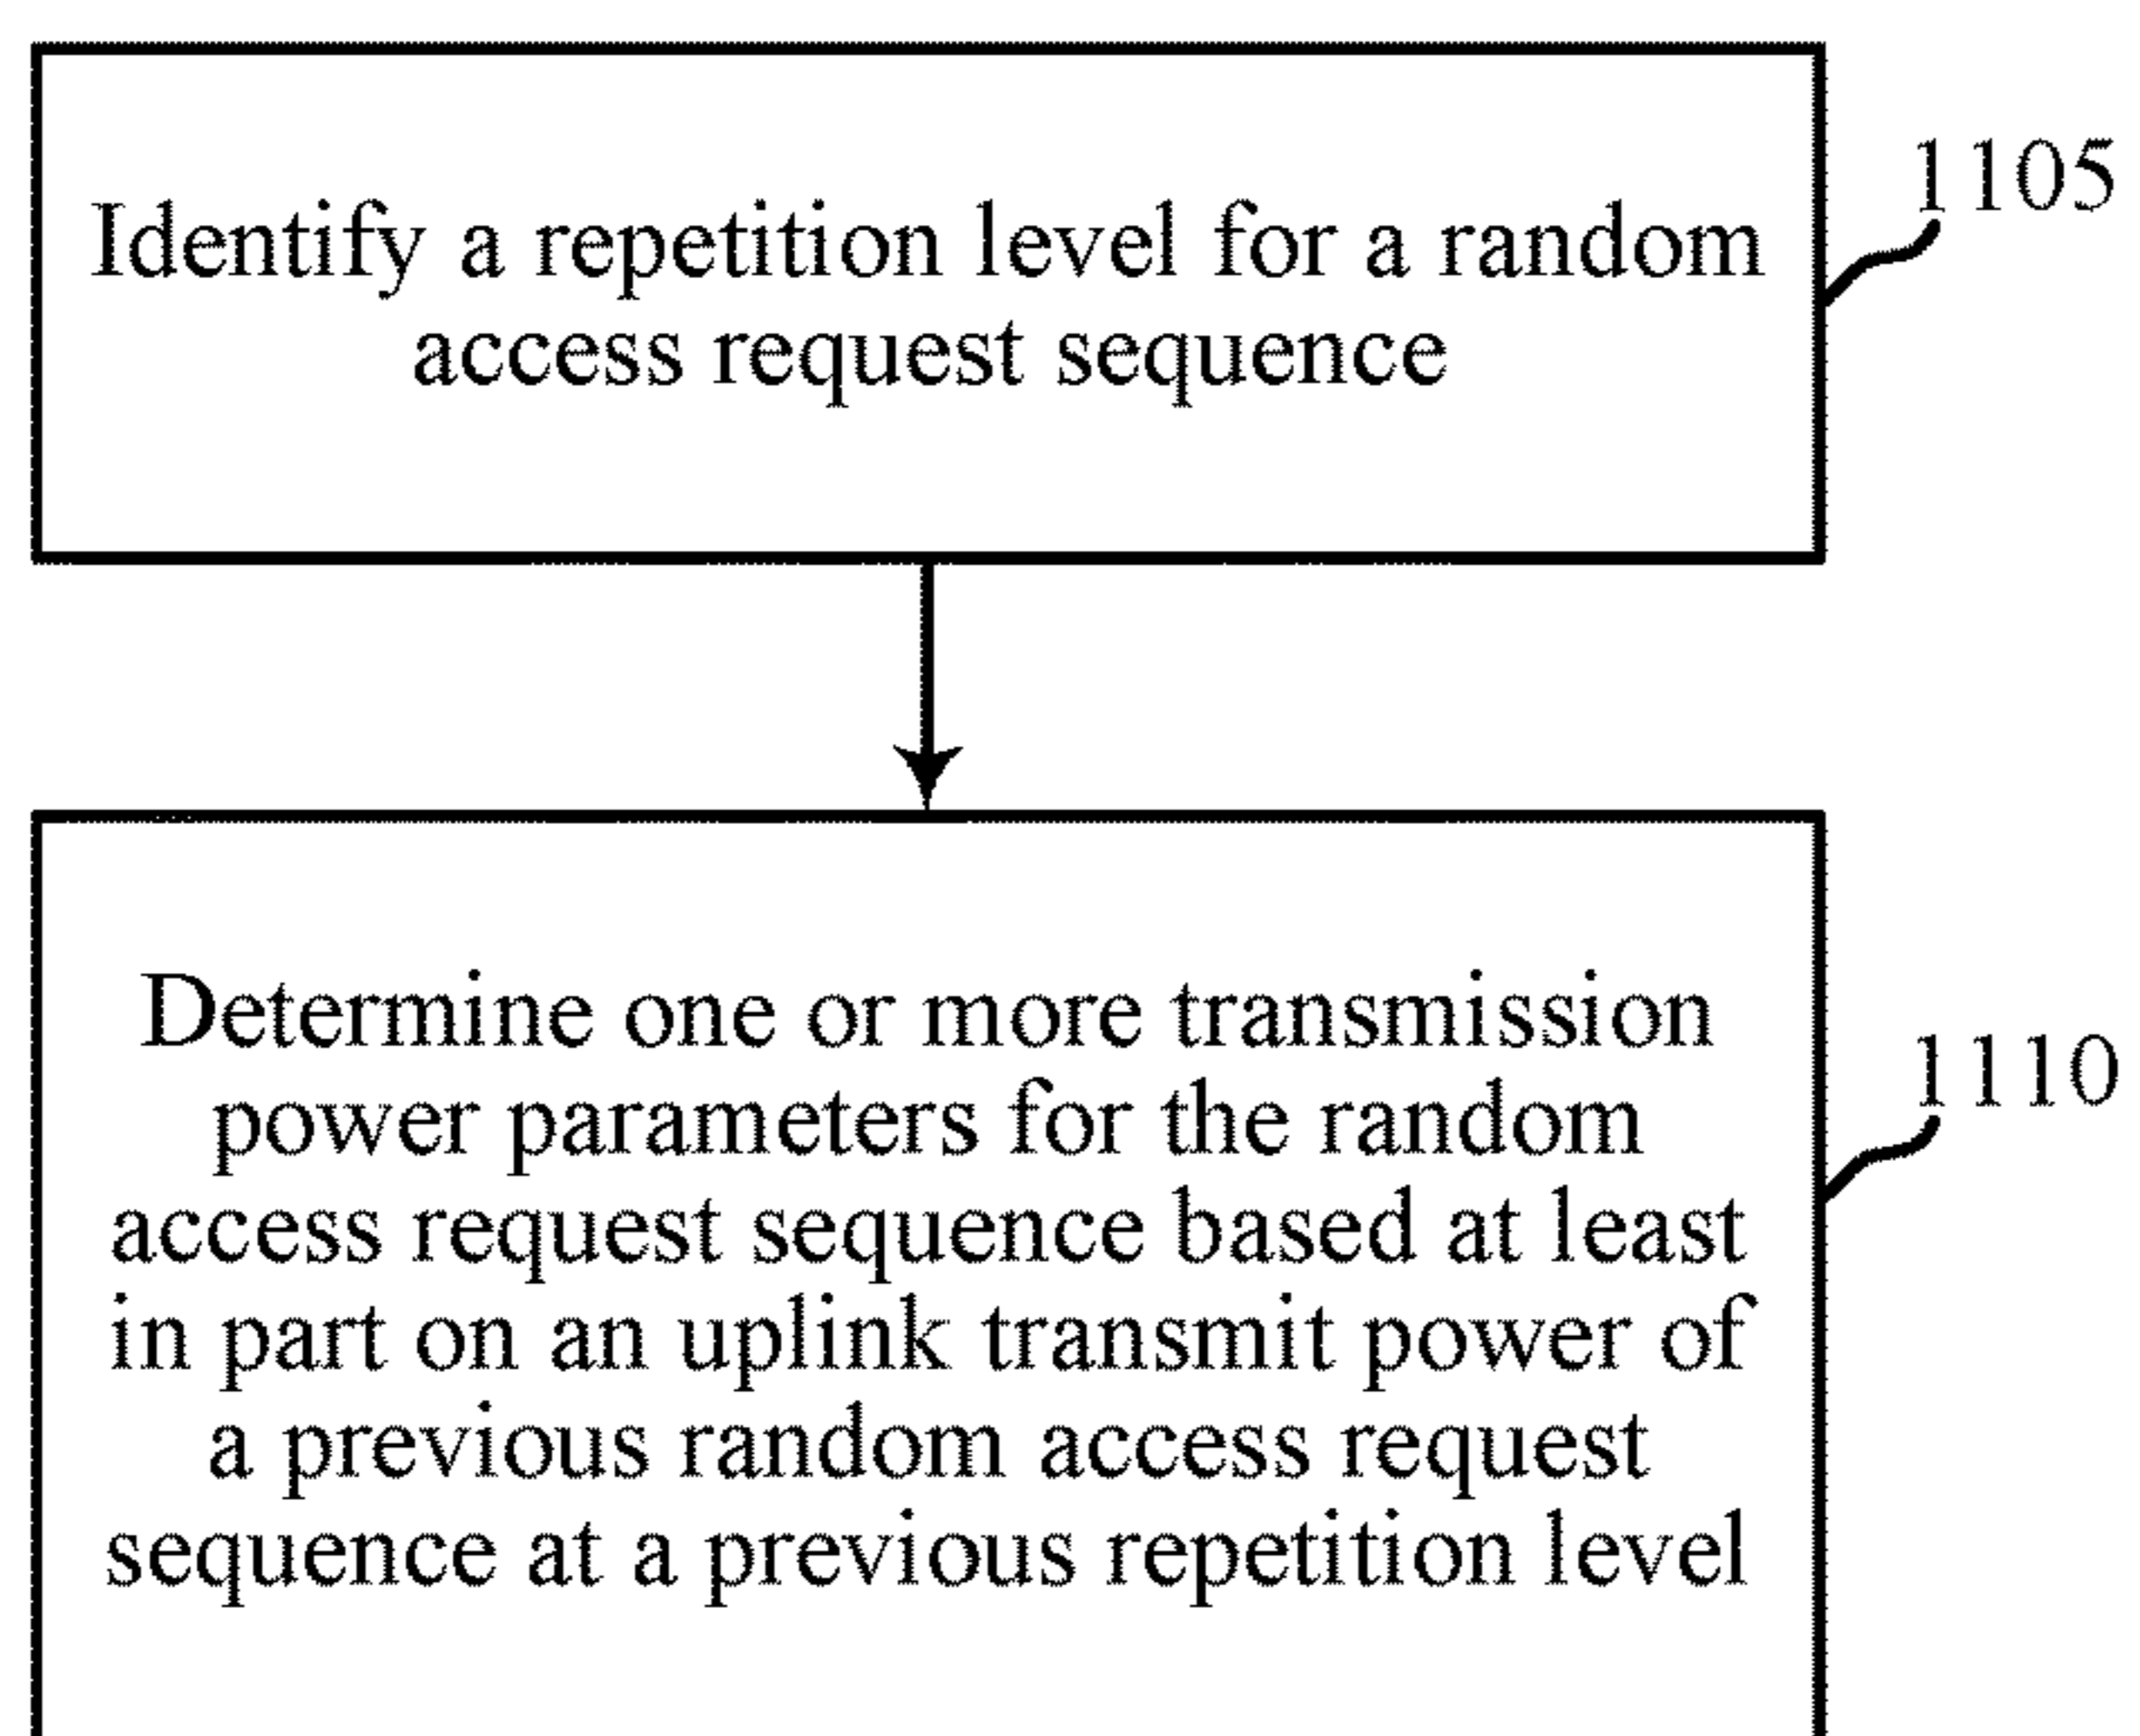 Identify a repetition level for a random
access request sequence
1105
Determine one or more transmission
power parameters for the random
access request sequence based at least
in part on an uplink transmit power of
a previous random access request
sequence at a previous repetition level
1110